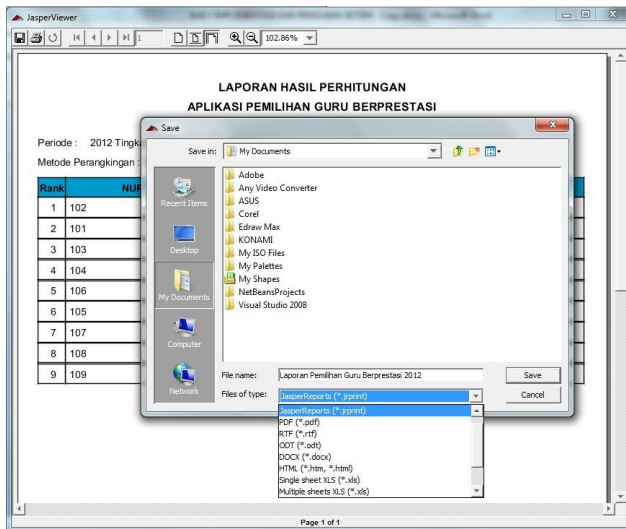 JasperViewer
1
102.86%
LAPORAN HASIL PERHITUNGAN
APLIKASI PEMILIHAN GURU BERPRESTASI
Periode : 2012 Tingka
Metode Perangkingan :
Rank NUP
1 102
2 101
3 103
4 104
5 106
6 105
7 107
8 108
9 109
Save
Save in: My Documents
Recent Items
Desktop
My Documents
Computer
Network
Adobe
Any Video Converter
ASUS
Corel
Edraw Max
KONAMI
My ISO Files
My Palettes
My Shapes
NetBeansProjects
Visual Studio 2008
File name: Laporan Pemilihan Guru Berprestasi 2012 Save
Files of type: JasperReports (*.jrprint) Cancel
JasperReports (*.jrprint)
PDF (*.pdf)
RTF (*.rtf)
ODT (*.odt)
DOCX (*.docx)
HTML (*.htm, *.html)
Single sheet XLS (*.xls)
Multiple sheets XLS (*.xls)
Page 1 of 1